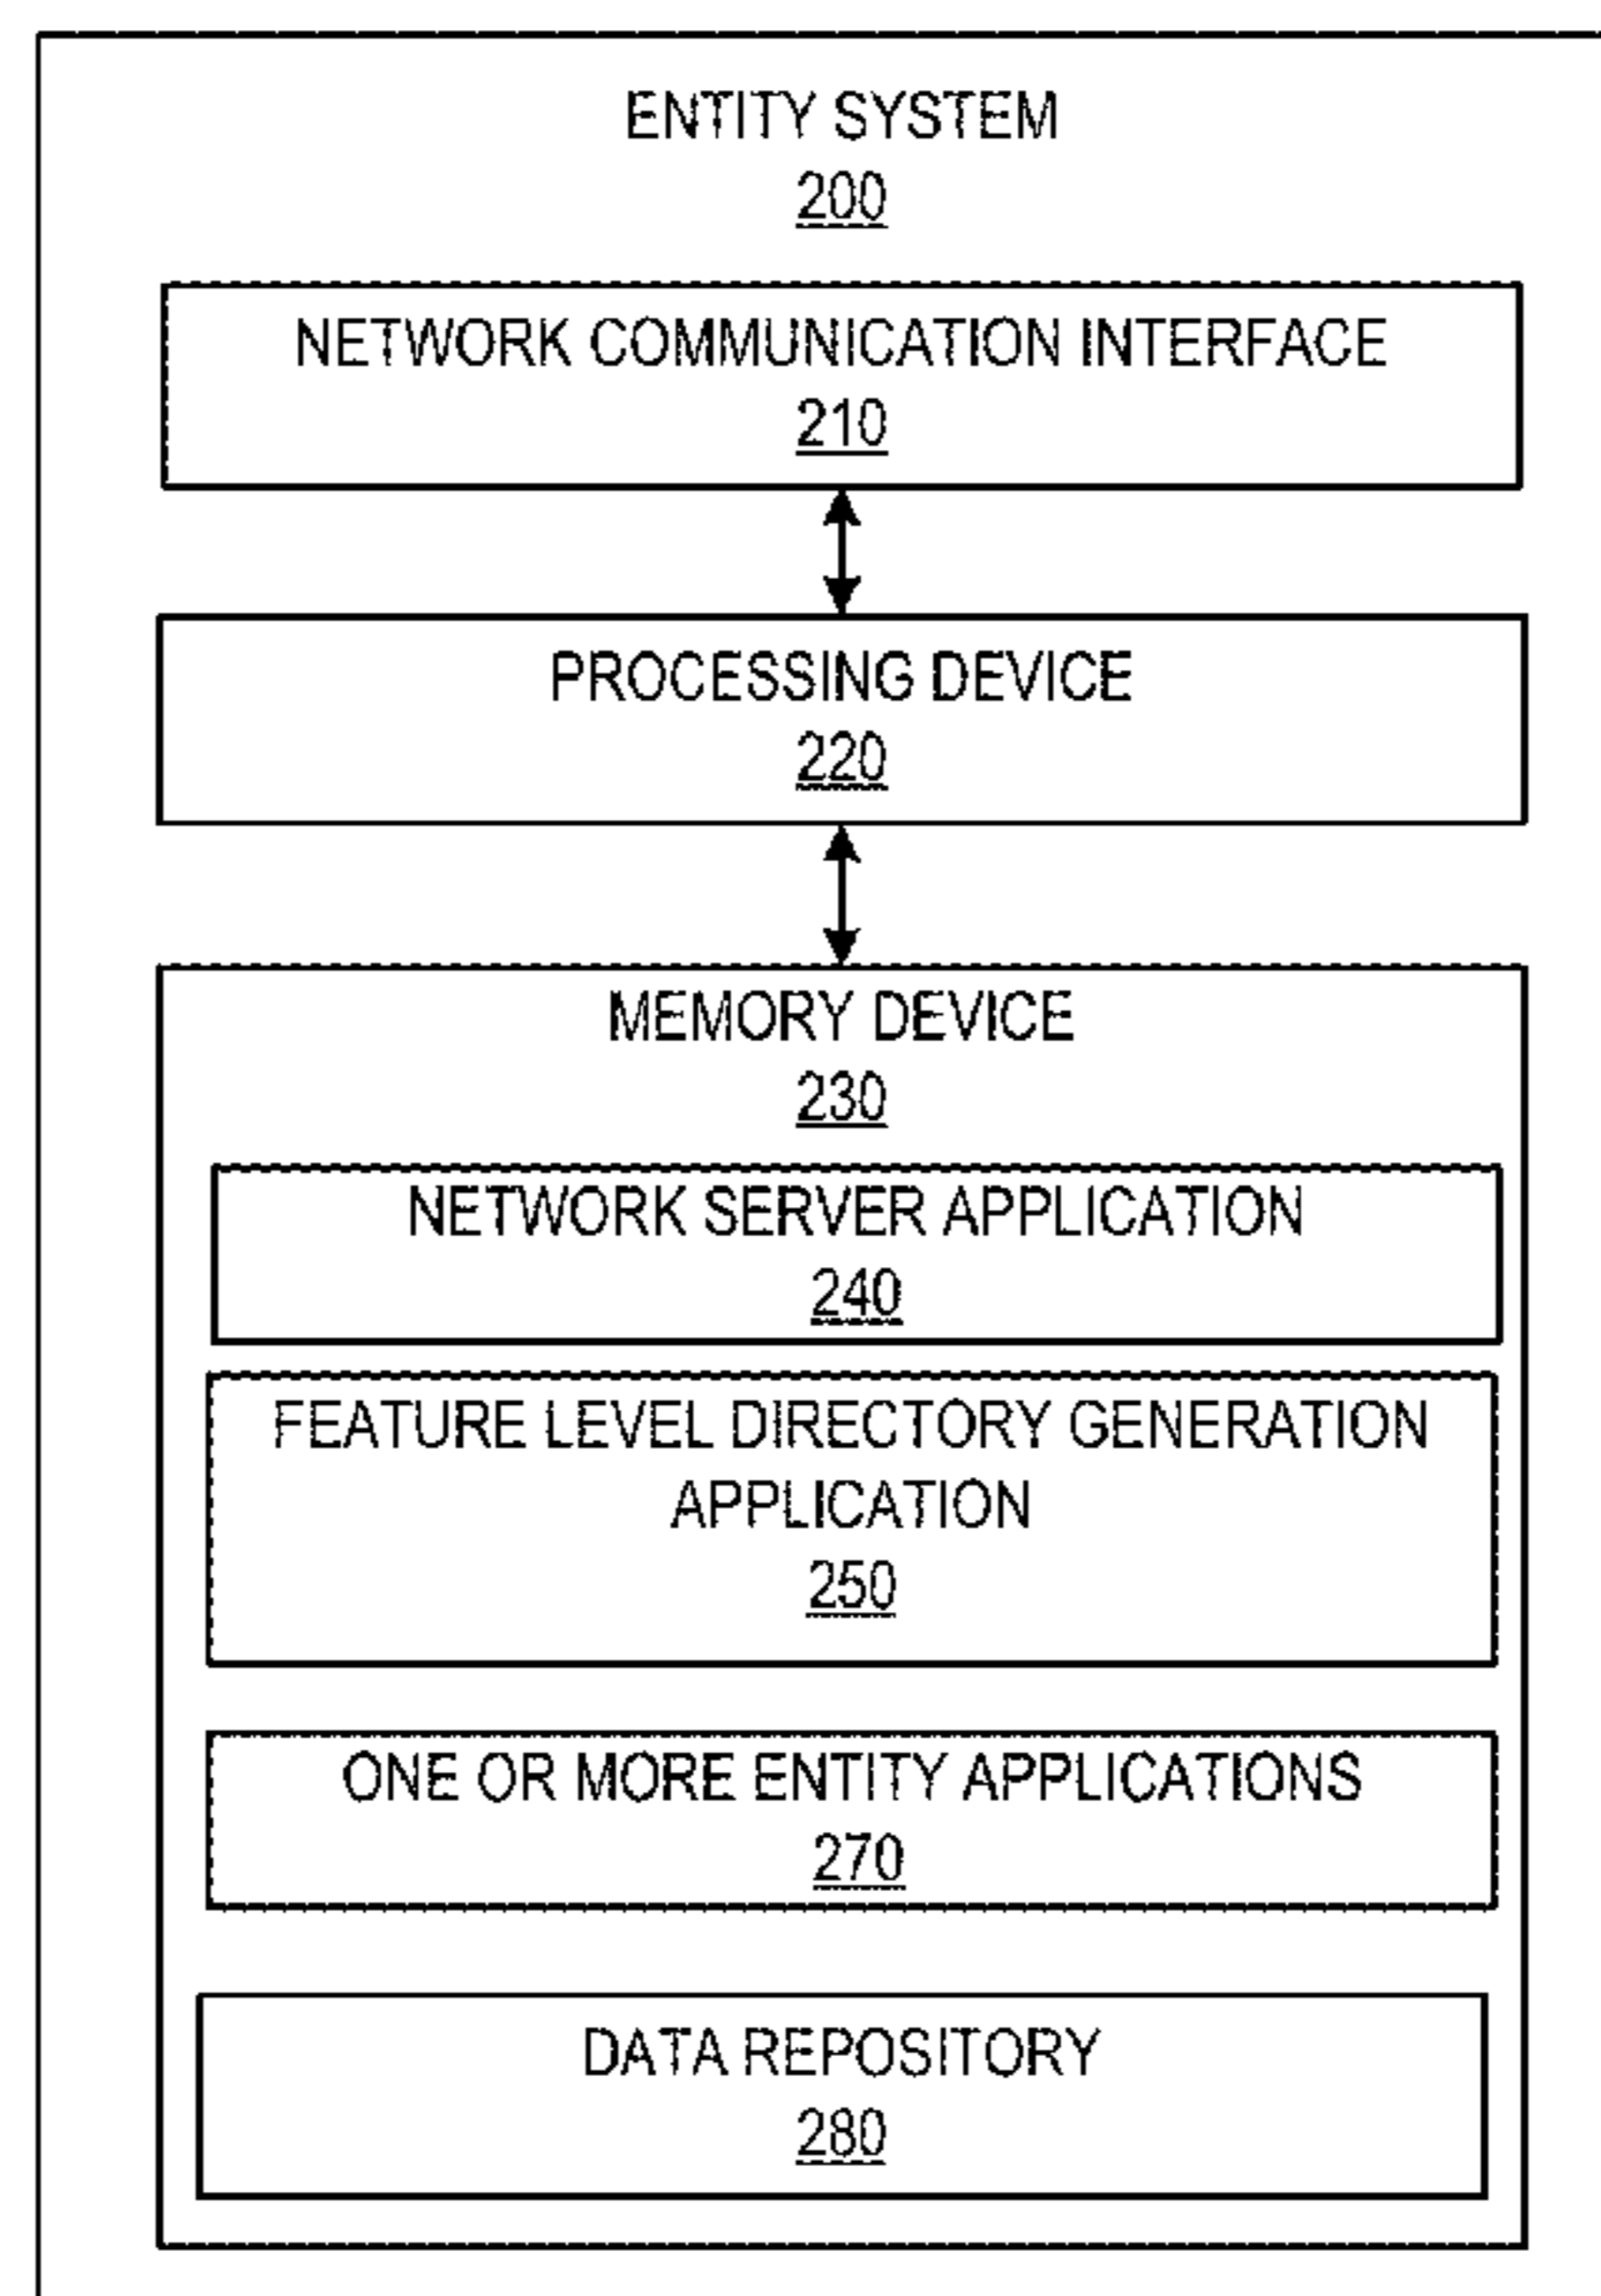 ENTITY SYSTEM
200
NETWORK COMMUNICATION INTERFACE
210
PROCESSING DEVICE
220
MEMORY DEVICE
230
NETWORK SERVER APPLICATION
240
FEATURE LEVEL DIRECTORY GENERATION
APPLICATION
250
ONE OR MORE ENTITY APPLICATIONS
270
DATA REPOSITORY
280